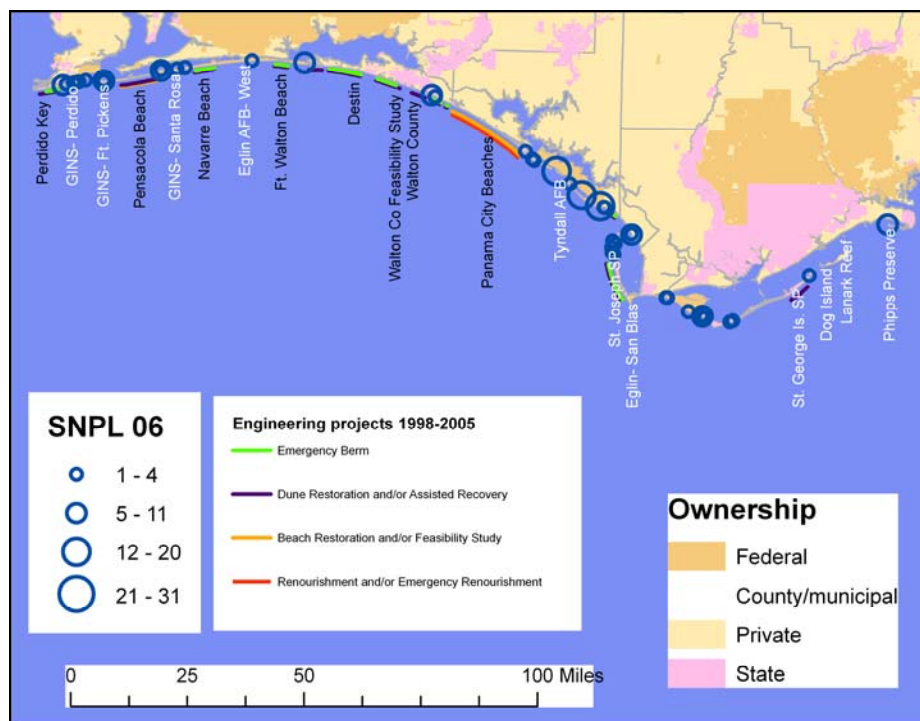 Perdido Key
GINS- Perdido
GINS- Ft. Pickens
Pensacola Beach
GINS- Santa Rosa
Navarre Beach
Eglin AFB- West
Ft. Walton Beach
Destin
Walton Co Feasibility Study
Walton County
Panama City Beaches
Tyndall AFB
St. Joseph SP
Eglin- San Blas
St. George Is. SP
Dog Island
Lanark Reef
Phipps Preserve
SNPL 06
1 - 4
5 - 11
12 - 20
21 - 31
Engineering projects 1998-2005
Emergency Berm
Dune Restoration and/or Assisted Recovery
Beach Restoration and/or Feasibility Study
Renourishment and/or Emergency Renourishment
Ownership
Federal
County/municipal
Private
State
0 25 50 100 Miles